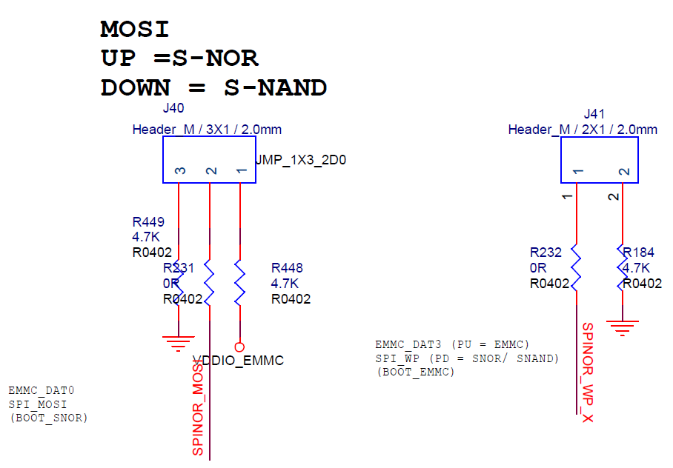 MOSI
UP =S-NOR
DOWN = S-NAND
J40
Header_M / 3X1 / 2.0mm
JMP_1X3_2D0
3
2
1
R449
4.7K
R0402
R231
0R
R0402
R448
4.7K
R0402
VDDIO_EMMC
SPINOR_MOSI
EMMC_DAT0
SPI_MOSI
(BOOT_SNOR)
J41
Header_M / 2X1 / 2.0mm
1
2
1
2
R232
0R
R0402
R184
4.7K
R0402
EMMC_DAT3 (PU = EMMC)
SPI_WP (PD = SNOR/ SNAND)
(BOOT_EMMC)
SPINOR_WP_X